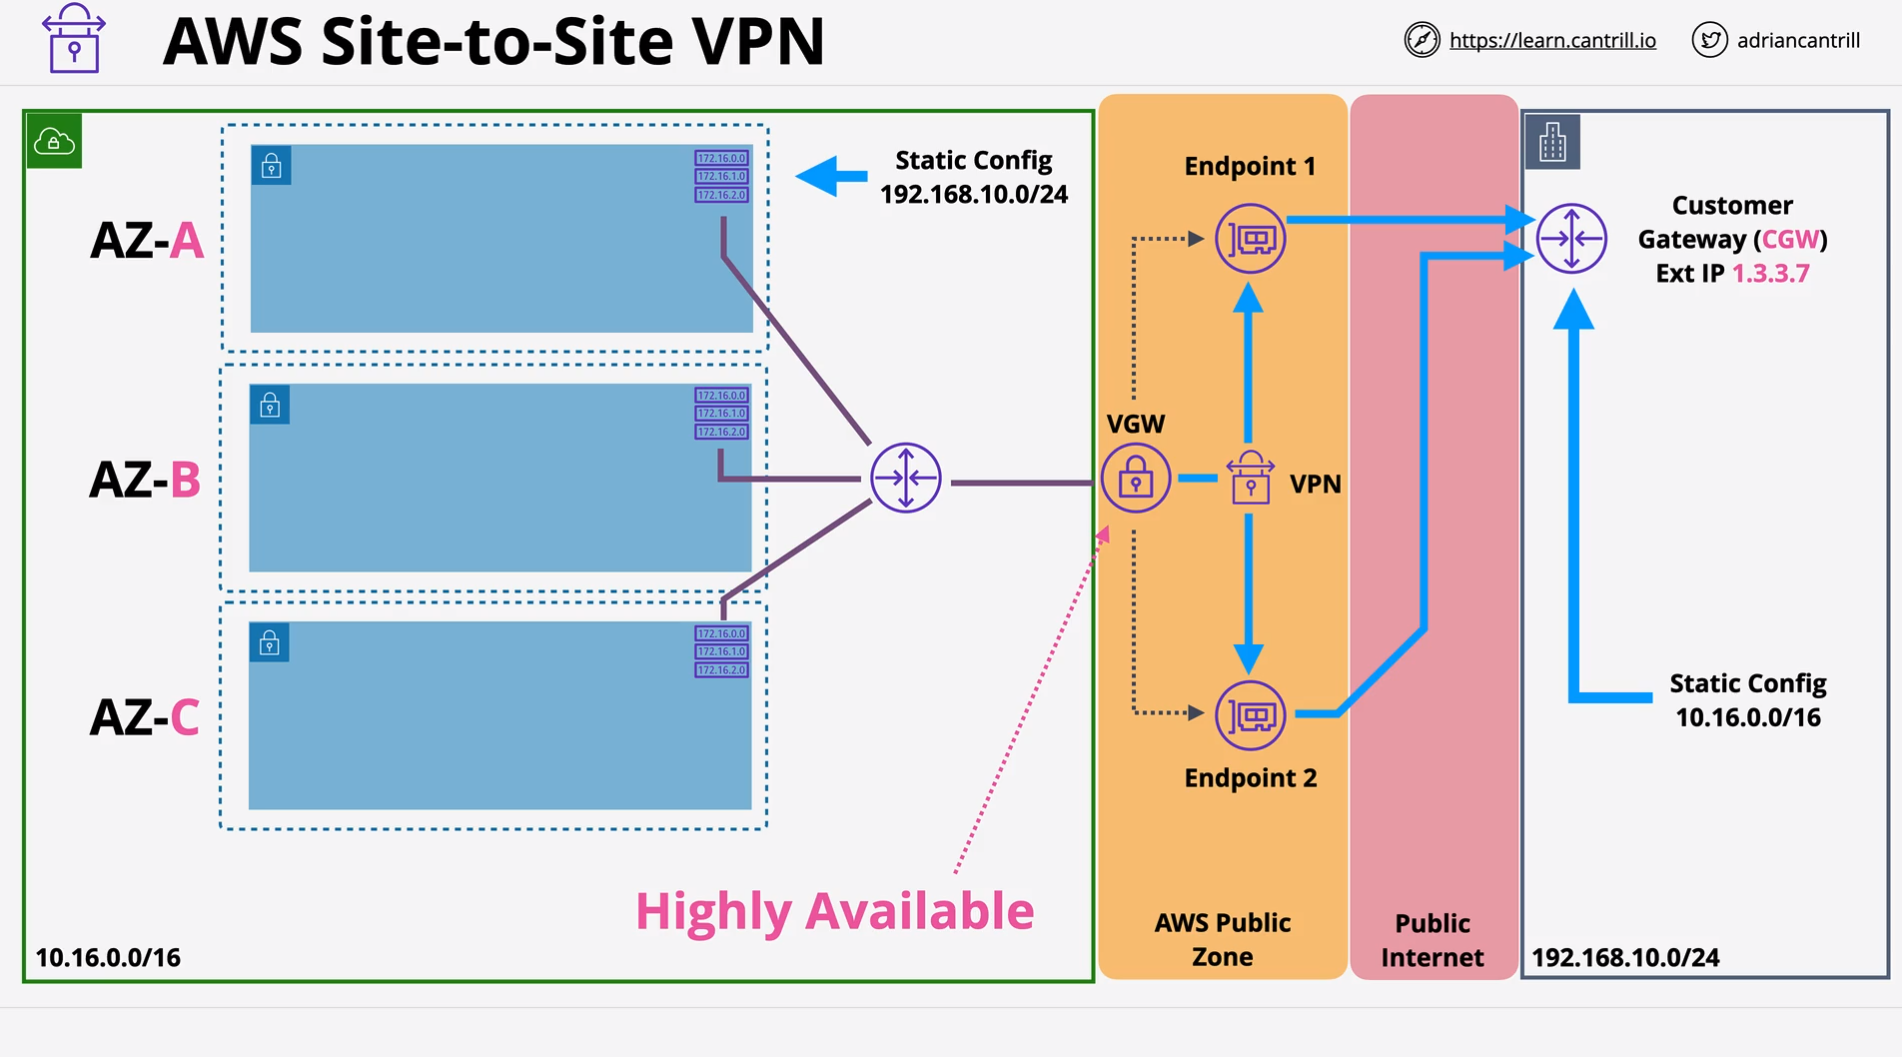 AWS Site-to-Site VPN
https://learn.cantrill.io
adriancantrill
AZ-A
172.16.0.0
172.16.1.0
172.16.2.0
Static Config
192.168.10.0/24
AZ-B
172.16.0.0
172.16.1.0
172.16.2.0
AZ-C
172.16.0.0
172.16.1.0
172.16.2.0
Highly Available
10.16.0.0/16
Endpoint 1
VGW
VPN
Endpoint 2
AWS Public
Zone
Public
Internet
Customer
Gateway (CGW)
Ext IP 1.3.3.7
Static Config
10.16.0.0/16
192.168.10.0/24